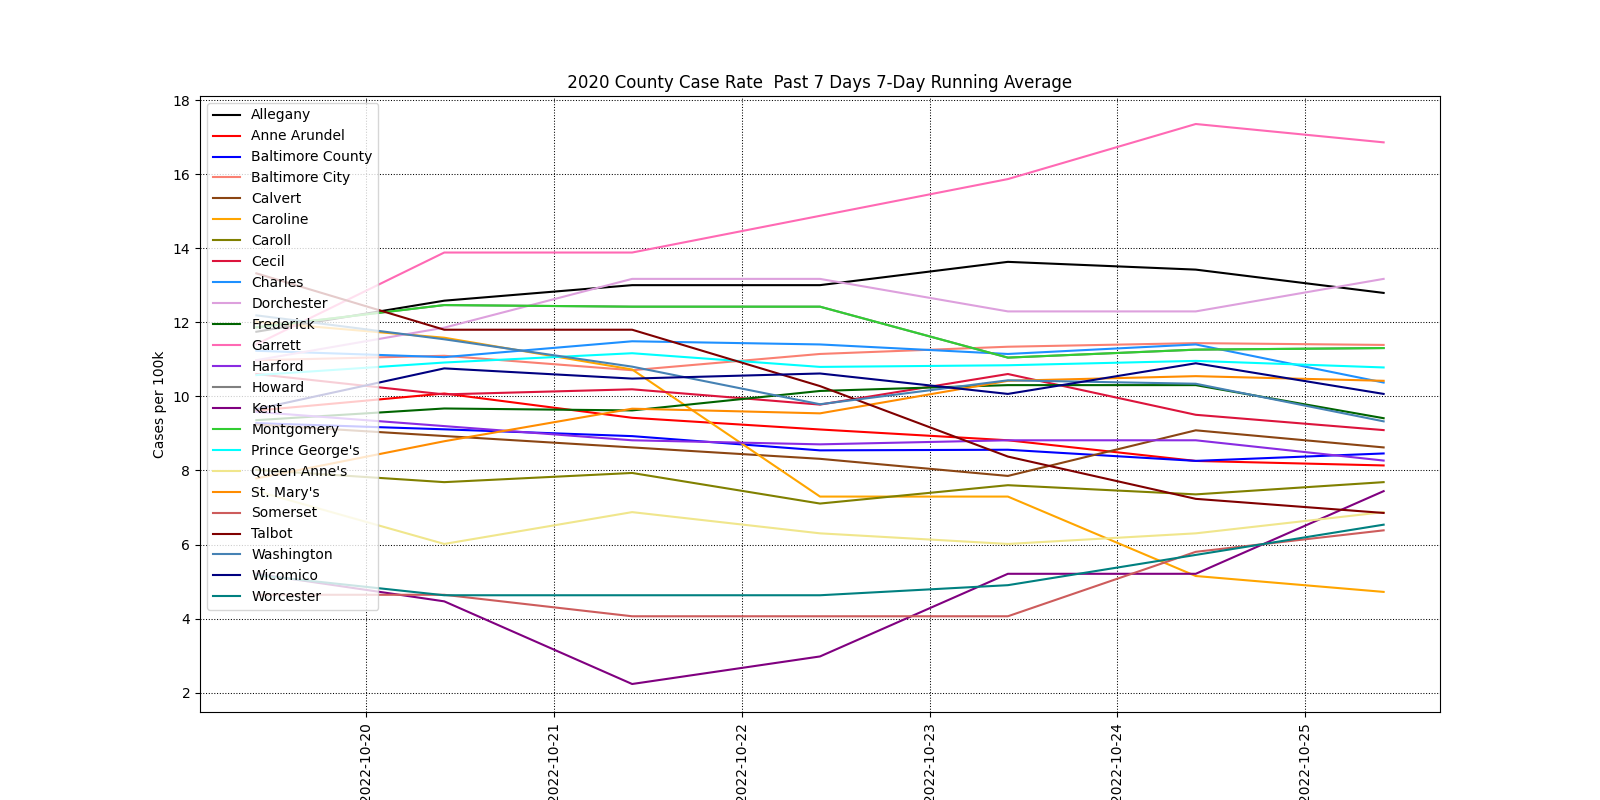 2020 County Case Rate  Past 7 Days 7-Day Running Average
Cases per 100k
18
16
14
12
10
8
6
4
2
Allegany
Anne Arundel
Baltimore County
Baltimore City
Calvert
Caroline
Caroll
Cecil
Charles
Dorchester
Frederick
Garrett
Harford
Howard
Kent
Montgomery
Prince George's
Queen Anne's
St. Mary's
Somerset
Talbot
Washington
Wicomico
Worcester
2022-10-20
2022-10-21
2022-10-22
2022-10-23
2022-10-24
2022-10-25